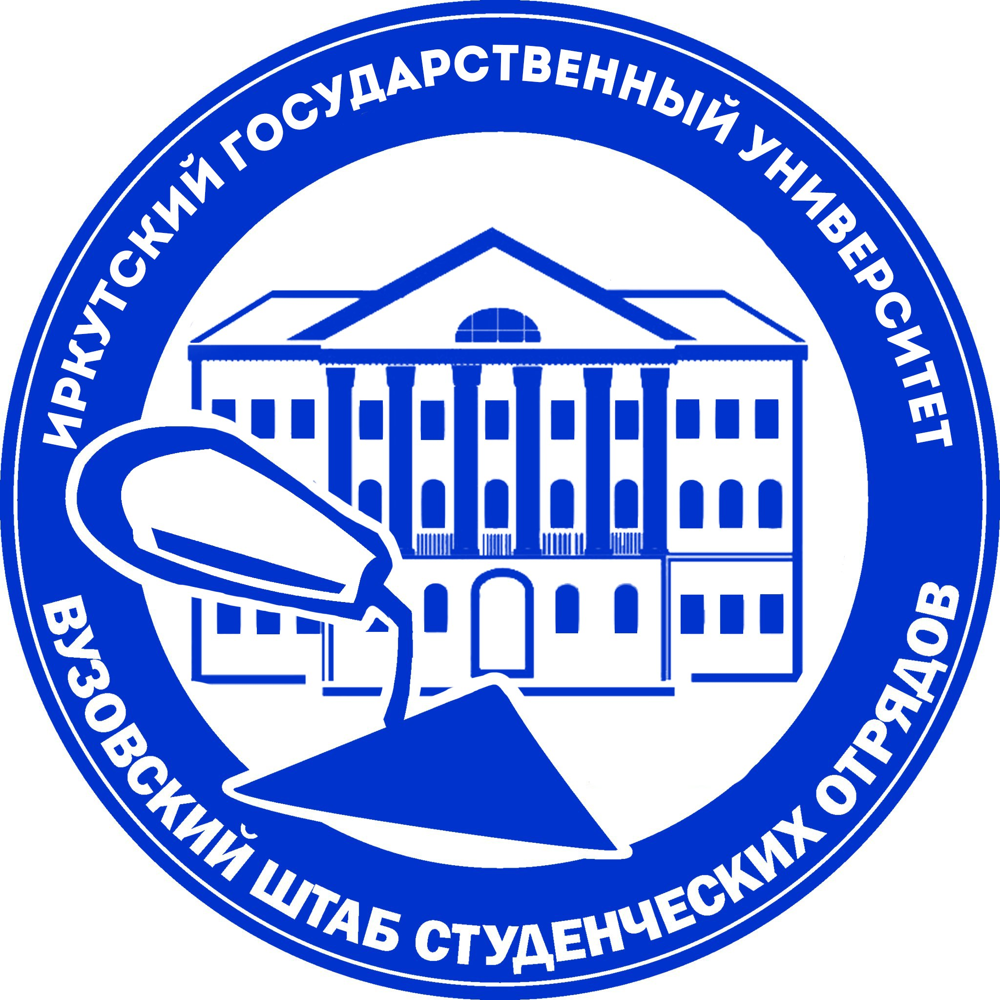 ИРКУТСКИЙ ГОСУДАРСТВЕННЫЙ УНИВЕРСИТЕТ
ВУЗОВСКИЙ ШТАБ СТУДЕНЧЕСКИХ ОТРЯДОВ